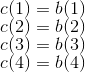 c(1) = b(1)
c(2) = b(2)
c(3) = b(3)
c(4) = b(4)